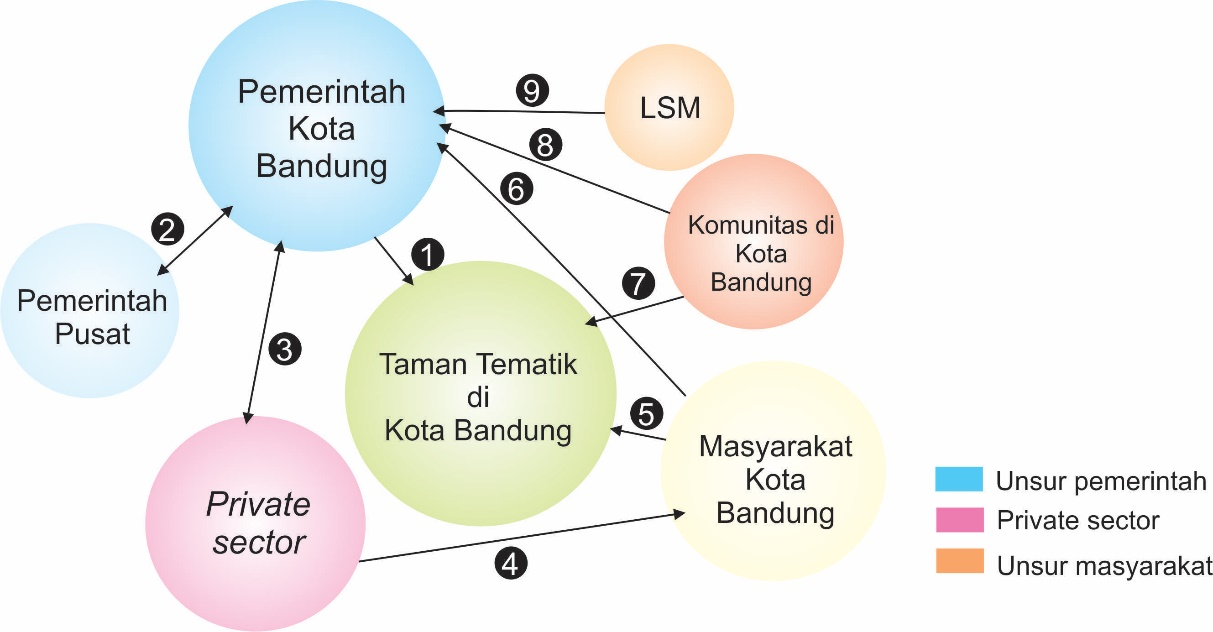 Pemerintah
Kota
Bandung
9
LSM
8
6
Komunitas di
Kota
Bandung
2
1
7
Pemerintah
Pusat
3
Taman Tematik
di
Kota Bandung
5
Masyarakat
Kota
Bandung
Private
sector
4
Unsur pemerintah
Private sector
Unsur masyarakat